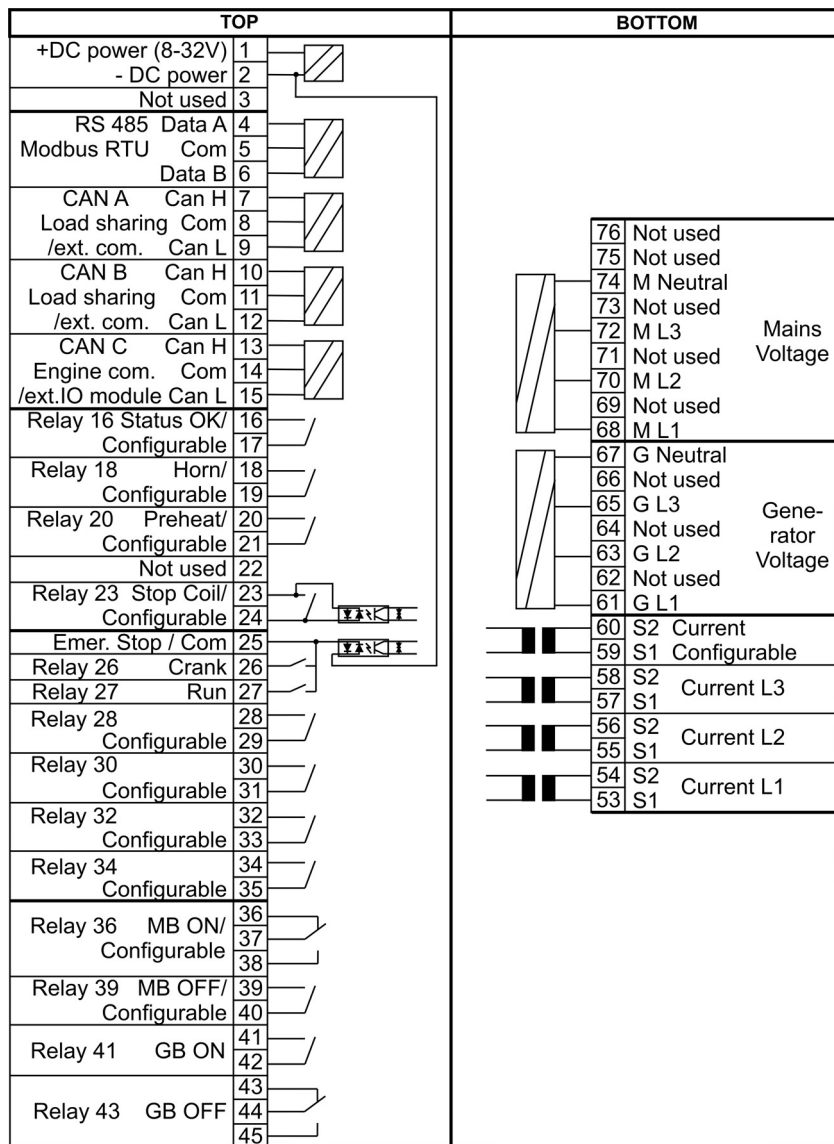 TOP
+DC power (8-32V) 1
- DC power 2
Not used 3
RS 485 Data A 4
Modbus RTU Com 5
Data B 6
CAN A Can H 7
Load sharing Com 8
/ext. com. Can L 9
CAN B Can H 10
Load sharing Com 11
/ext. com. Can L 12
CAN C Can H 13
Engine com. Com 14
/ext.IO module Can L 15
Relay 16 Status OK/ 16
Configurable 17
Relay 18 Horn/ 18
Configurable 19
Relay 20 Preheat/ 20
Configurable 21
Not used 22
Relay 23 Stop Coil/ 23
Configurable 24
Emer. Stop / Com 25
Relay 26 Crank 26
Relay 27 Run 27
Relay 28 28
Configurable 29
Relay 30 30
Configurable 31
Relay 32 32
Configurable 33
Relay 34 34
Configurable 35
36
Relay 36 MB ON/ 37
Configurable
38
Relay 39 MB OFF/ 39
Configurable 40
41
Relay 41 GB ON
42
43
Relay 43 GB OFF 44
45
BOTTOM
76 Not used
75 Not used
74 M Neutral
73 Not used
72 M L3 Mains
71 Not used Voltage
70 M L2
69 Not used
68 M L1
67 G Neutral
66 Not used
65 G L3 Gene-
64 Not used rator
63 G L2 Voltage
62 Not used
61 G L1
60 S2 Current
59 S1 Configurable
58 S2
Current L3
57 S1
56 S2
Current L2
55 S1
54 S2
Current L1
53 S1